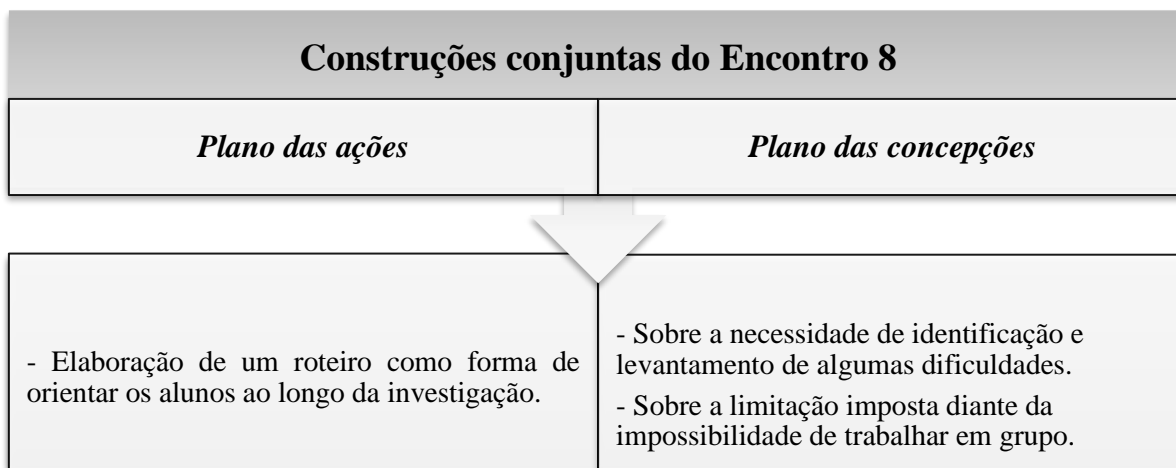 Construções conjuntas do Encontro 8
Plano das ações
Plano das concepções
- Elaboração de um roteiro como forma de
orientar os alunos ao longo da investigação.
- Sobre a necessidade de identificação e
levantamento de algumas dificuldades.
- Sobre a limitação imposta diante da
impossibilidade de trabalhar em grupo.